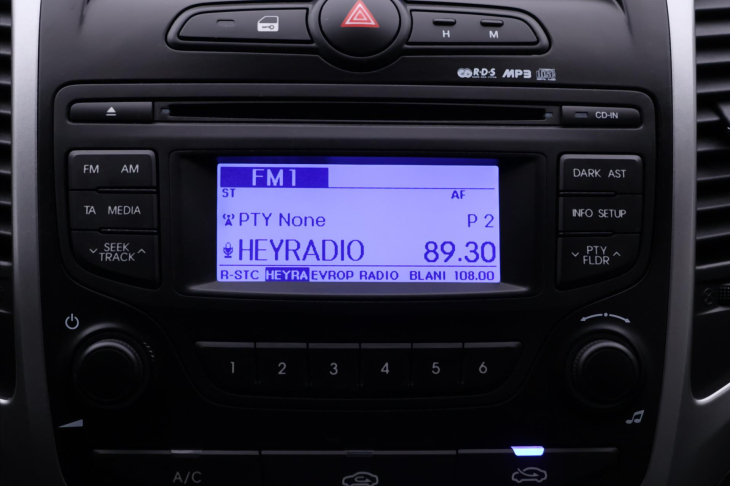 H M
R·D·S MP3
CD-IN
FM AM
TA MEDIA
SEEK
TRACK
FM1
ST AF
PTY None P 2
HEYRADIO 89.30
R-STC HEYRA EVROP RADIO BLANI 108.00
DARK AST
INFO SETUP
PTY
FLDR
1 2 3 4 5 6
A/C